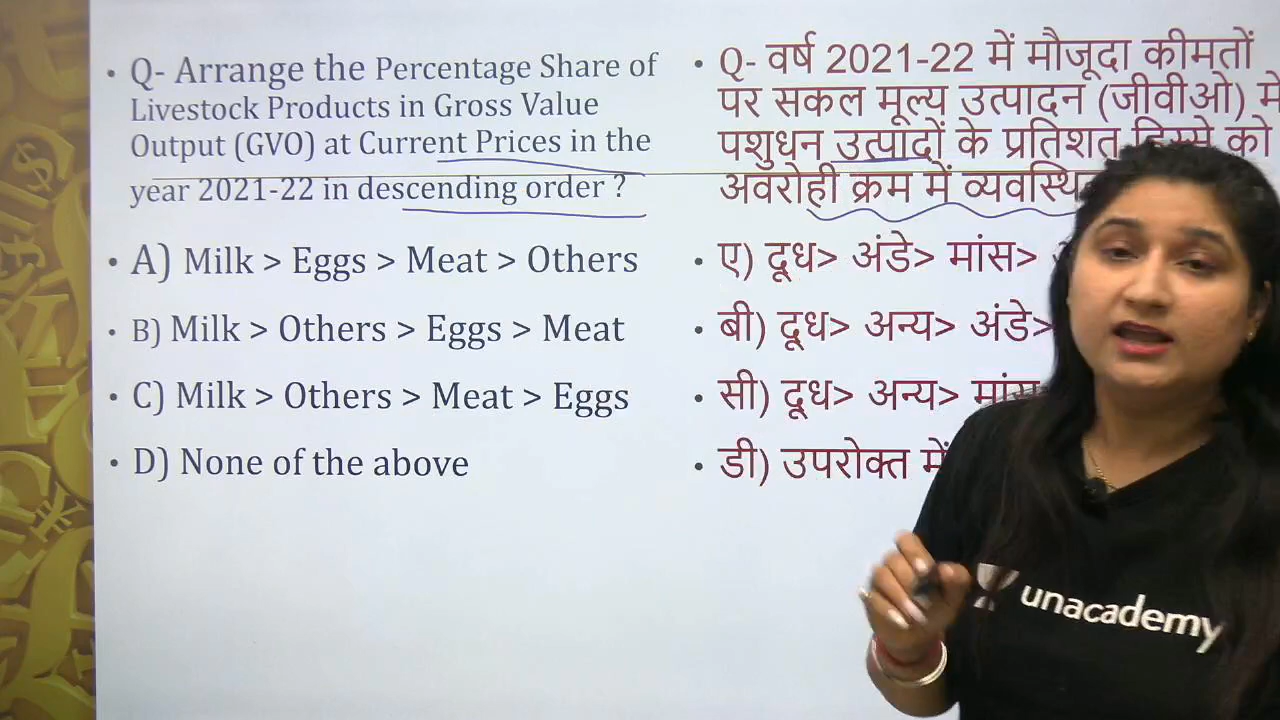 • Q- Arrange the Percentage Share of
Livestock Products in Gross Value
Output (GVO) at Current Prices in the
year 2021-22 in descending order ?
• A) Milk > Eggs > Meat > Others
• B) Milk > Others > Eggs > Meat
• C) Milk > Others > Meat > Eggs
• D) None of the above
• Q- वर्ष 2021-22 में मौजूदा कीमतों
पर सकल मूल्य उत्पादन (जीवीओ) में
पशुधन उत्पादों के प्रतिशत हिस्से को
अवरोही क्रम में
• ए) दूध> अंडे> मांस>
• बी) दूध> अन्य> अंडे>
• सी) दूध> अन्य> मांस
• डी) उपरोक्त में
unacademy